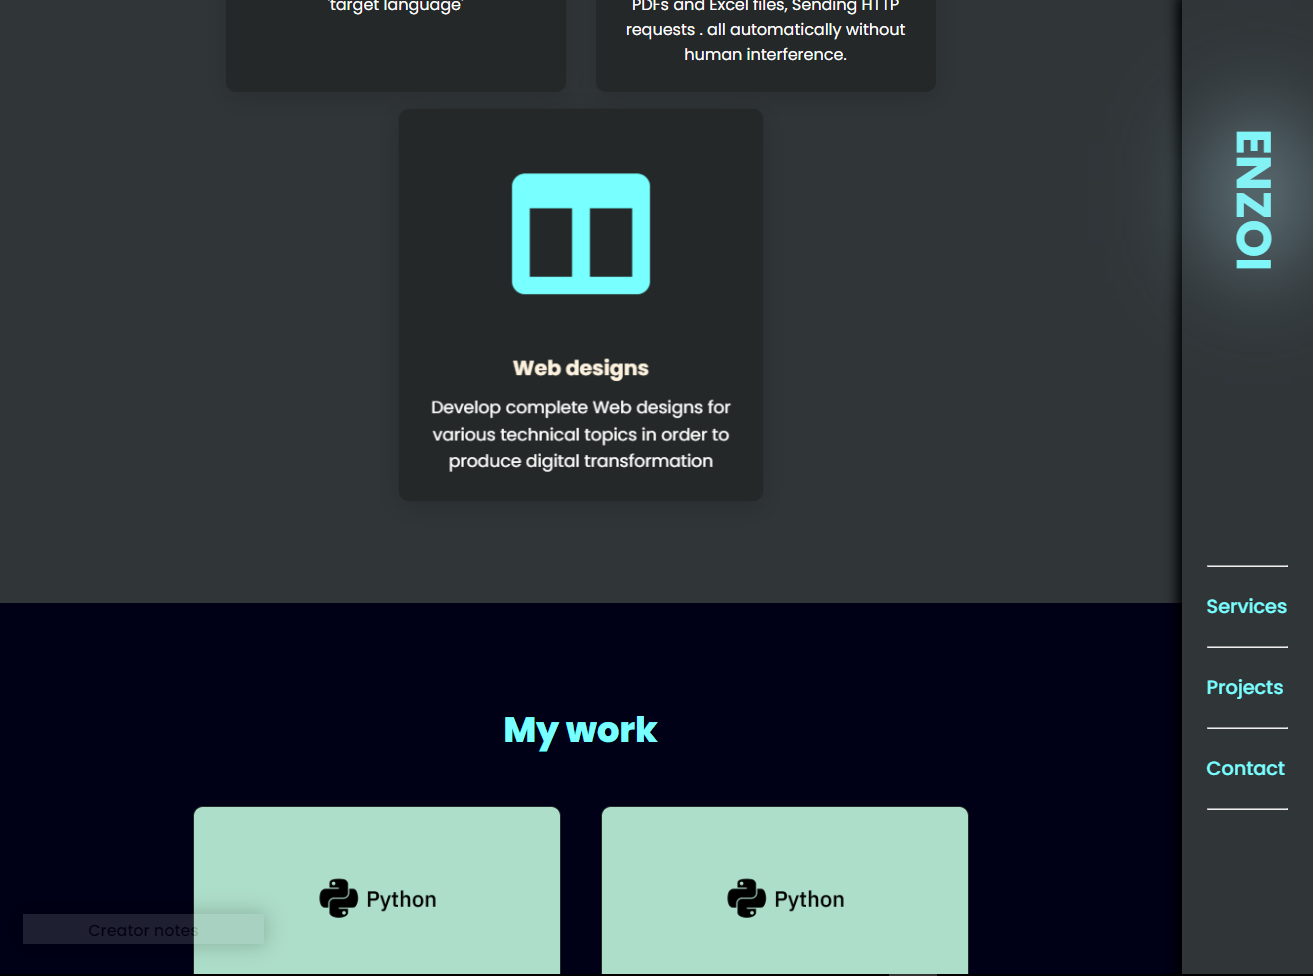 'target language'
PDFs and Excel files, Sending HTTP
requests . all automatically without
human interference.
Web designs
Develop complete Web designs for
various technical topics in order to
produce digital transformation
ENZOI
Services
Projects
Contact
My work
Python
Python
Creator notes